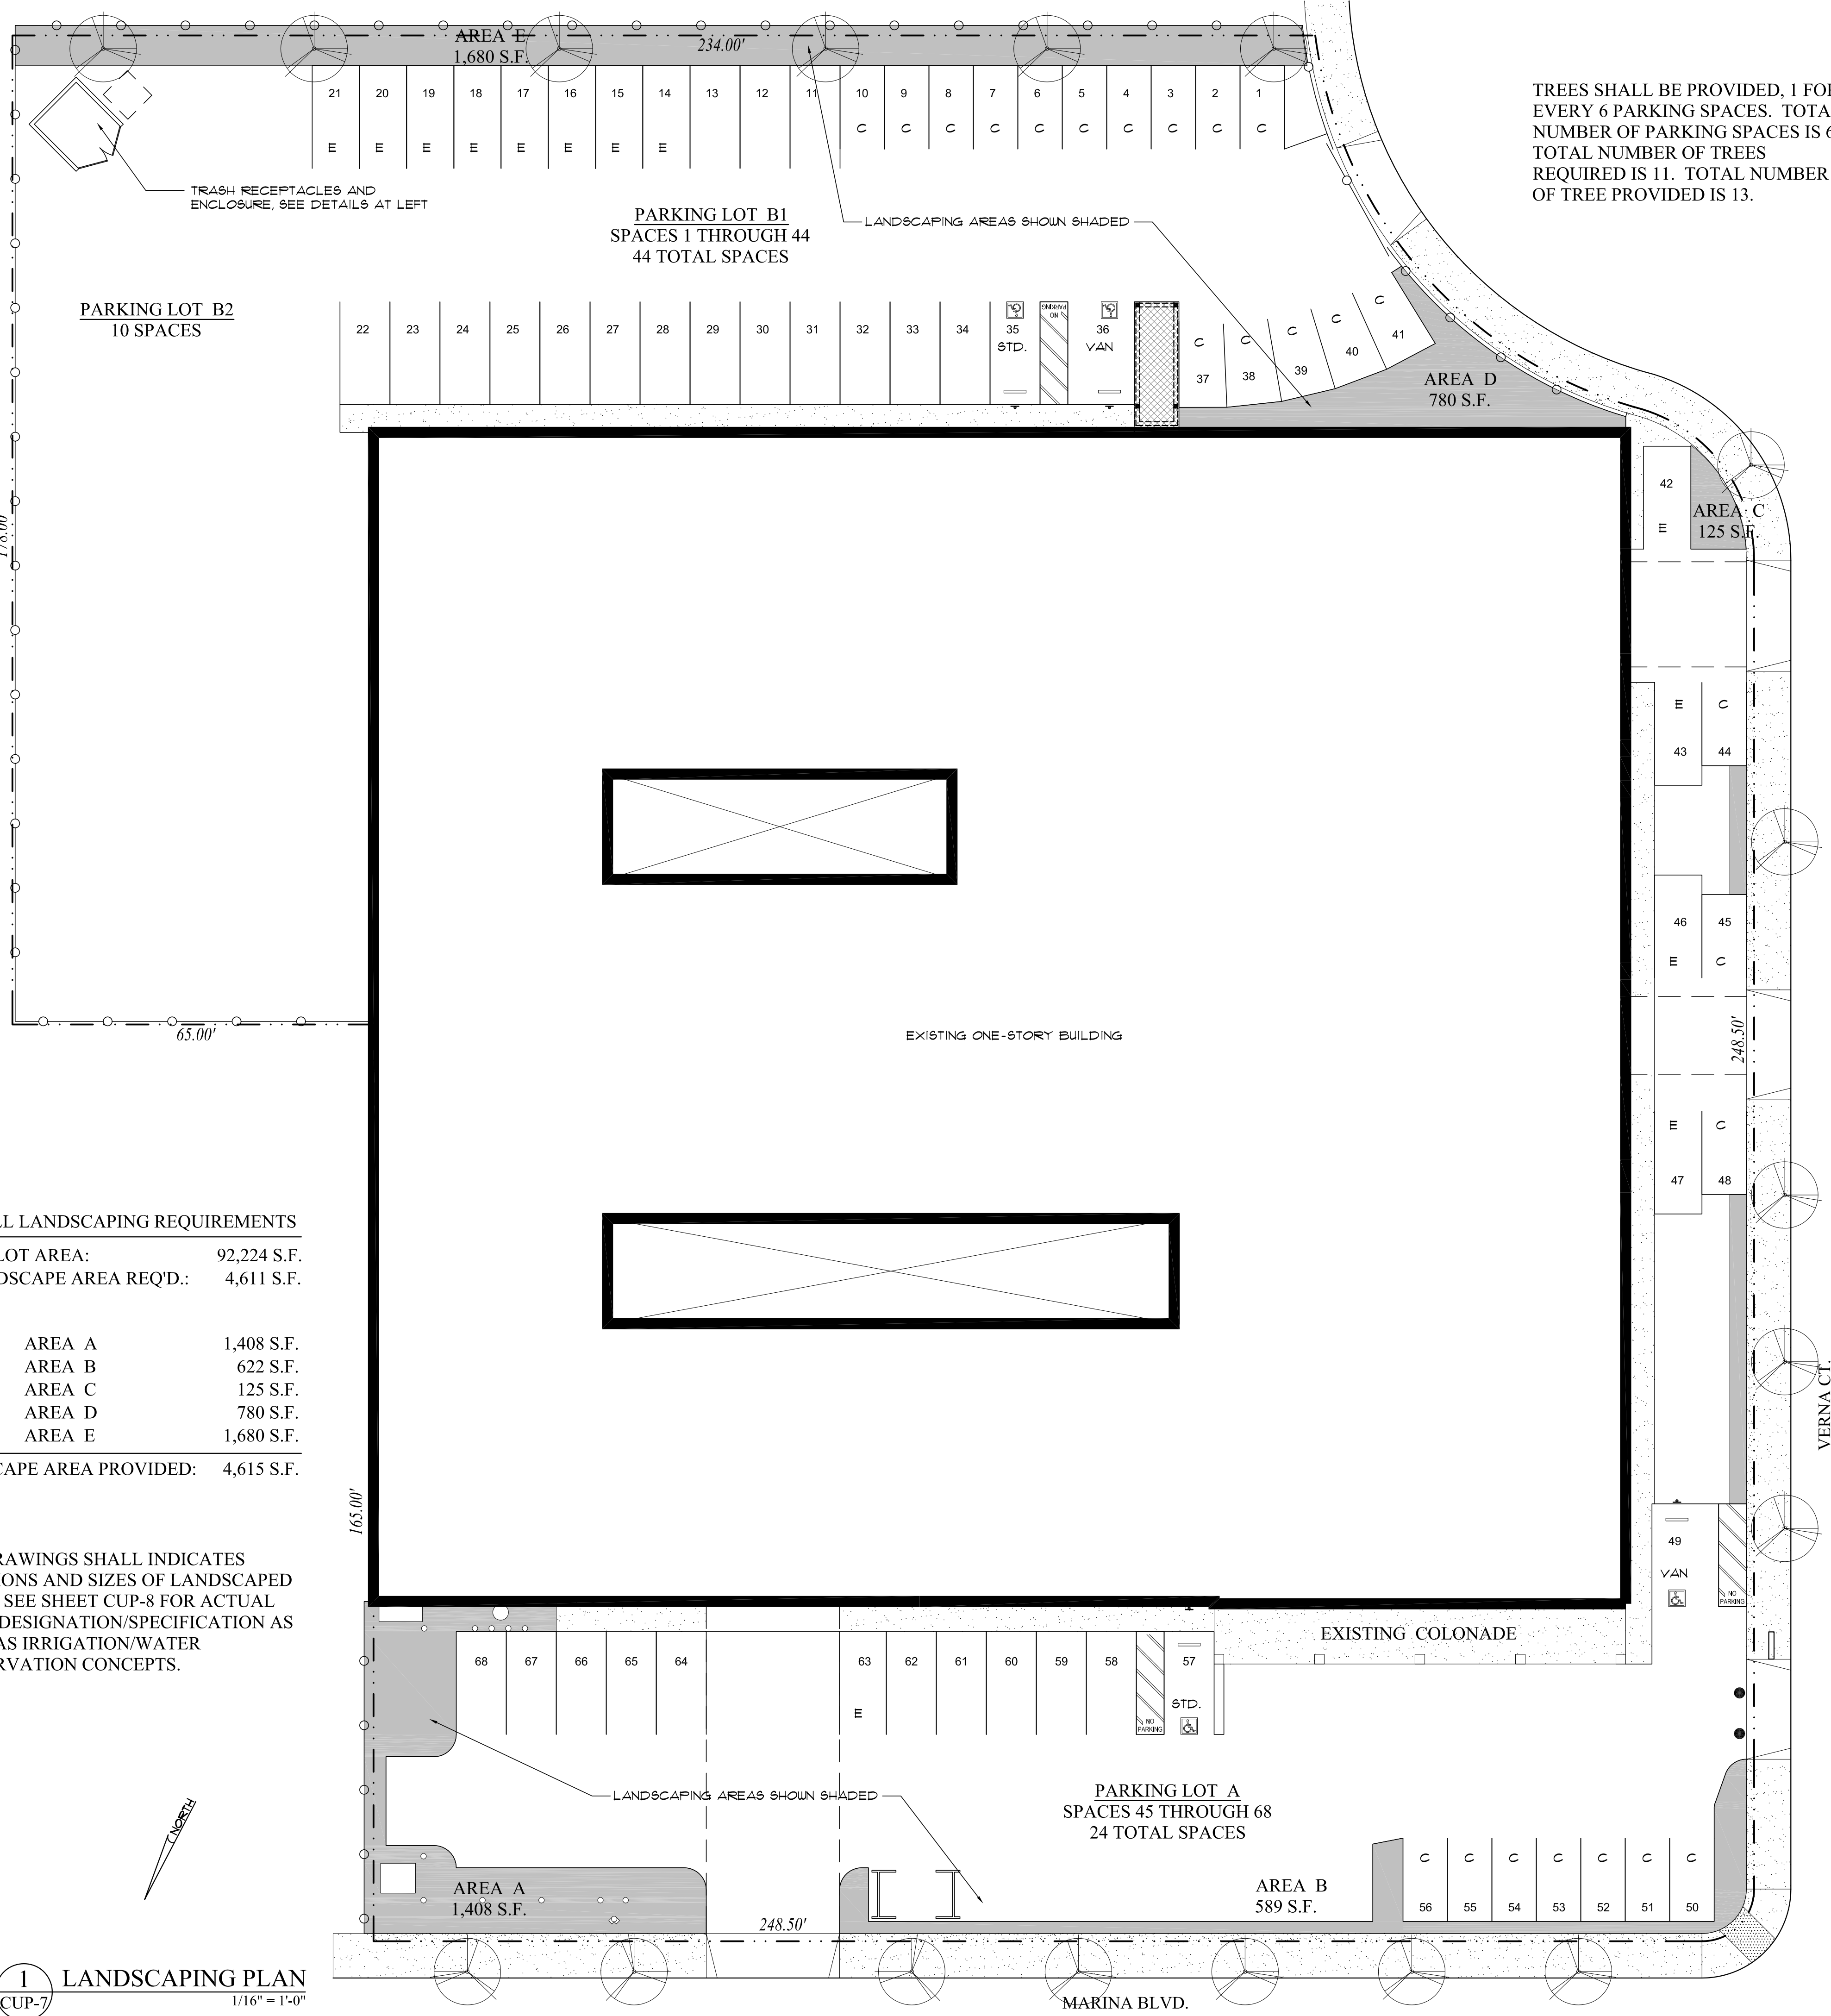 AREA E
1,680 S.F.
234.00'
21 20 19 18 17 16 15 14 13 12 11 10 9 8 7 6 5 4 3 2 1
E E E E E E E E C C C C C C C C C C
TREES SHALL BE PROVIDED, 1 FOR
EVERY 6 PARKING SPACES. TOTA
NUMBER OF PARKING SPACES IS 6
TOTAL NUMBER OF TREES
REQUIRED IS 11. TOTAL NUMBER
OF TREE PROVIDED IS 13.
TRASH RECEPTACLES AND
ENCLOSURE, SEE DETAILS AT LEFT
PARKING LOT B1
SPACES 1 THROUGH 44
44 TOTAL SPACES
LANDSCAPING AREAS SHOWN SHADED
PARKING LOT B2
10 SPACES
22 23 24 25 26 27 28 29 30 31 32 33 34 35 36
STD. VAN
NO
PARKING
C C C C C
37 38 39 40 41
AREA D
780 S.F.
42
E
AREA C
125 S.F.
178.00'
E C
43 44
46 45
E C
65.00'
EXISTING ONE-STORY BUILDING
248.50'
E C
47 48
LL LANDSCAPING REQUIREMENTS
LOT AREA: 92,224 S.F.
DSCAPE AREA REQ'D.: 4,611 S.F.
AREA A 1,408 S.F.
AREA B 622 S.F.
AREA C 125 S.F.
AREA D 780 S.F.
AREA E 1,680 S.F.
CAPE AREA PROVIDED: 4,615 S.F.
VERNA CT.
165.00'
RAWINGS SHALL INDICATES
IONS AND SIZES OF LANDSCAPED
SEE SHEET CUP-8 FOR ACTUAL
DESIGNATION/SPECIFICATION AS
AS IRRIGATION/WATER
RVATION CONCEPTS.
49
VAN
NO
PARKING
EXISTING COLONADE
68 67 66 65 64 63 62 61 60 59 58 57
E
STD.
NO
PARKING
LANDSCAPING AREAS SHOWN SHADED
PARKING LOT A
SPACES 45 THROUGH 68
24 TOTAL SPACES
NORTH
C C C C C C C
56 55 54 53 52 51 50
AREA A
1,408 S.F.
AREA B
589 S.F.
248.50'
1
CUP-7
LANDSCAPING PLAN
1/16" = 1'-0"
MARINA BLVD.